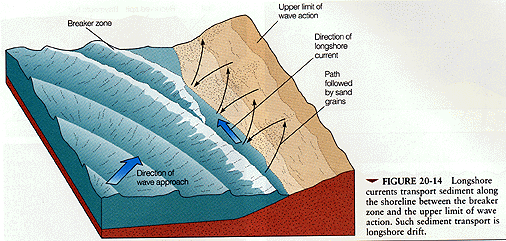 Breaker zone
Upper limit of
wave action
Direction of
longshore
current
Path
followed
by sand
grains
Direction of
wave approach
FIGURE 20-14 Longshore
currents transport sediment along
the shoreline between the breaker
zone and the upper limit of wave
action. Such sediment transport is
longshore drift.